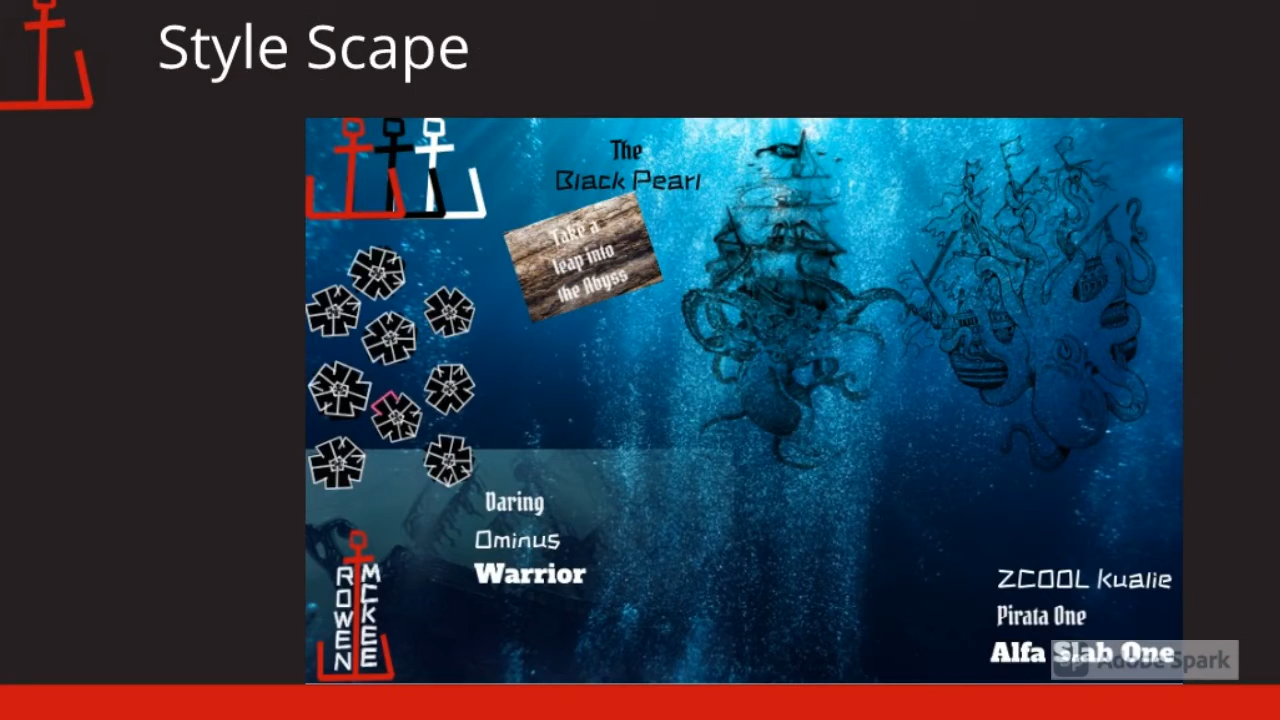 Style Scape
The
Black Pearl
Take a
leap into
the Abyss
Daring
Ominus
Warrior
ROWEN
MCKEE
ZCOOL Kualie
Pirata One
Alfa Slab One
Adobe Spark